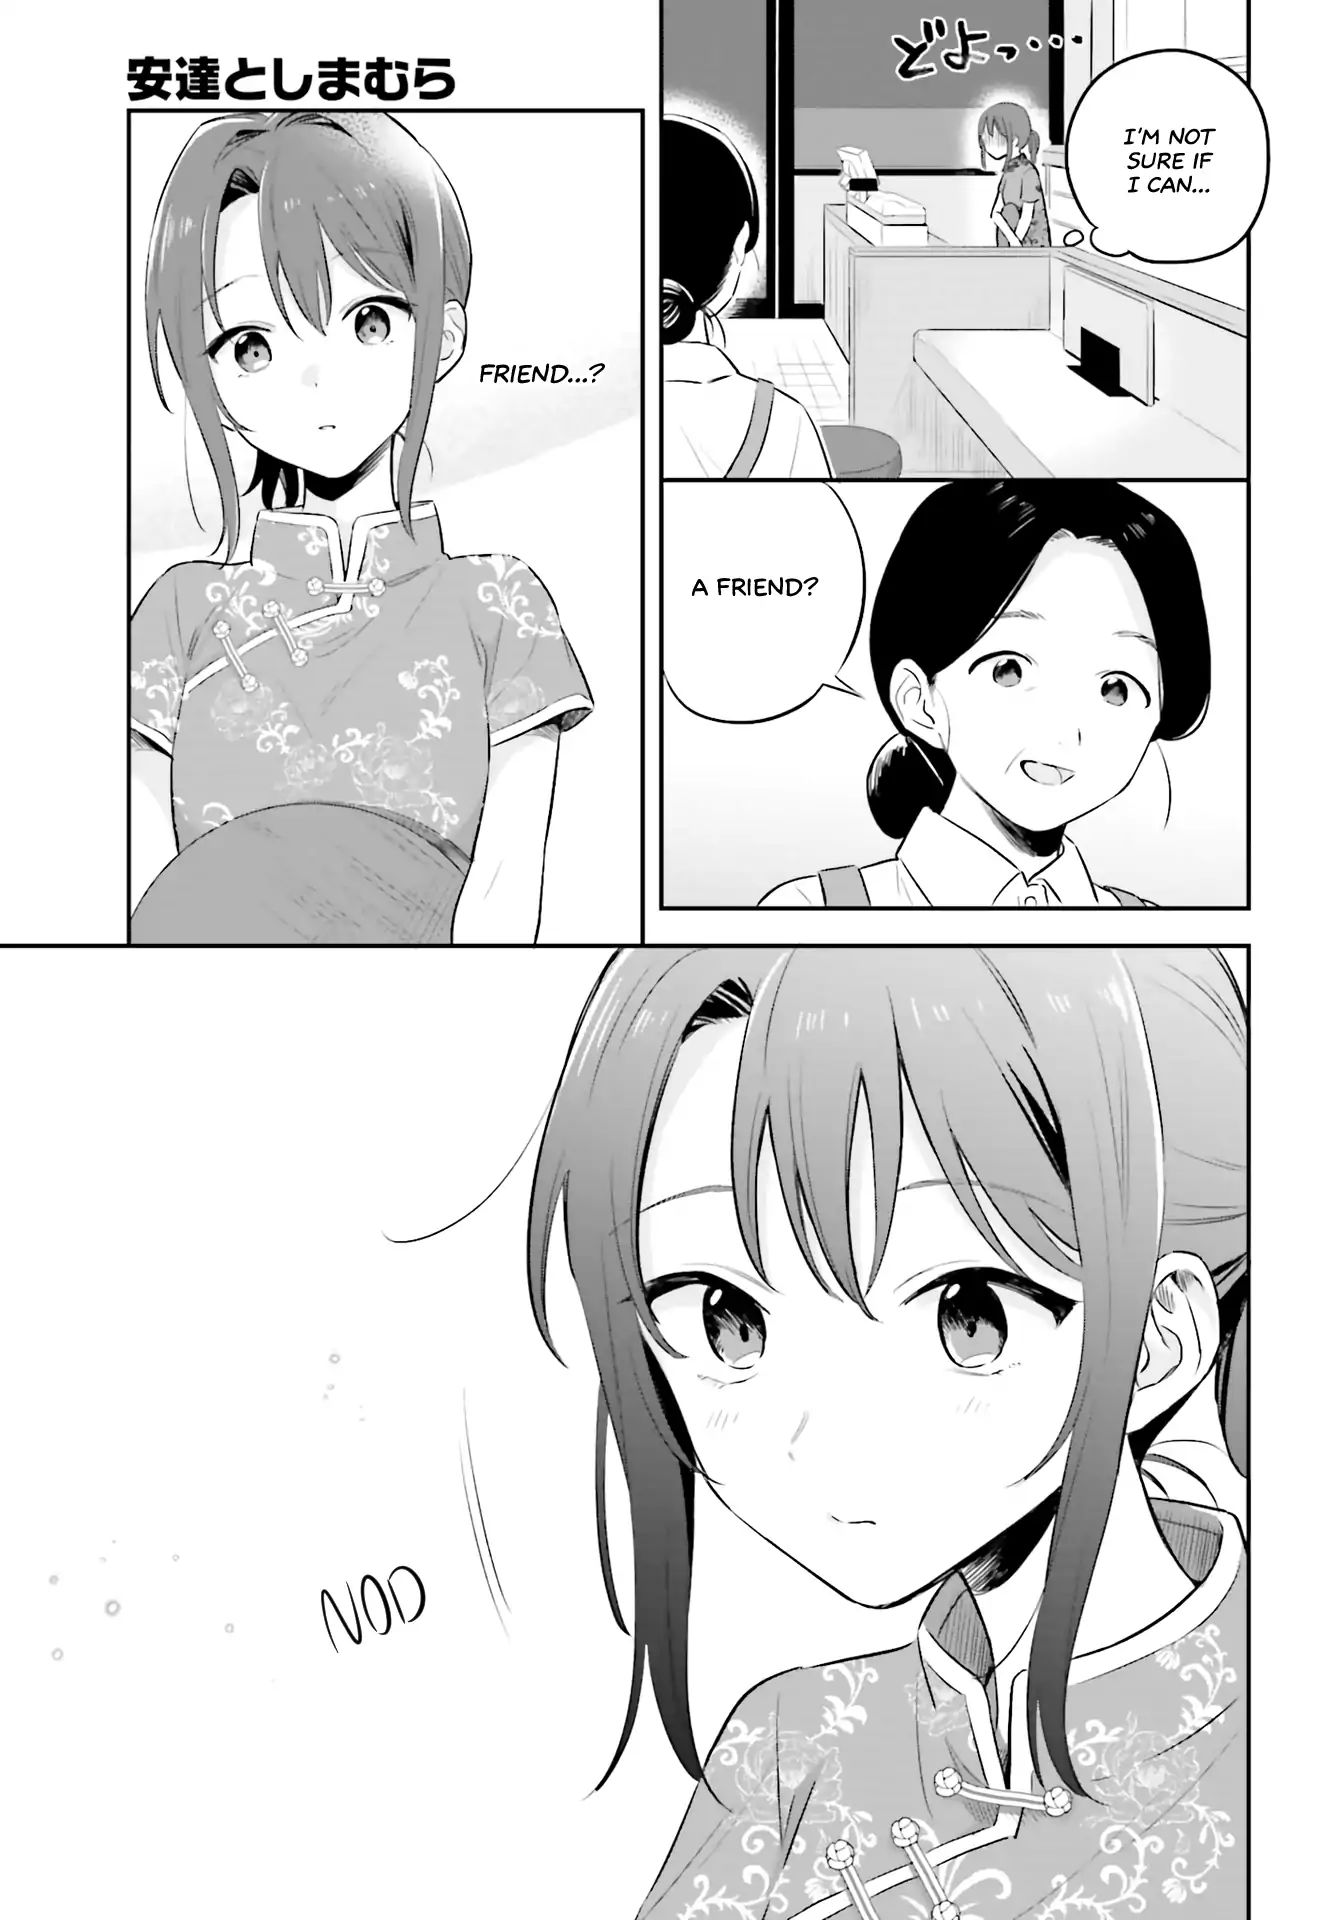 どよっ・・・
I'M NOT
SURE IF
I CAN...
A FRIEND?
安達としまむら
FRIEND...?
NOD